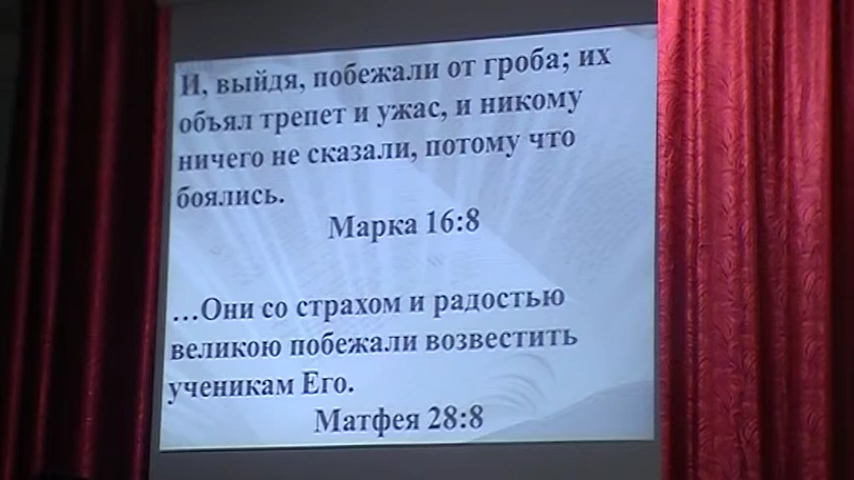 И, выйдя, побежали от гроба; их
объял трепет и ужас, и никому
ничего не сказали, потому что
боялись.
Марка 16:8
...Они со страхом и радостью
великою побежали возвестить
ученикам Его.
Матфея 28:8